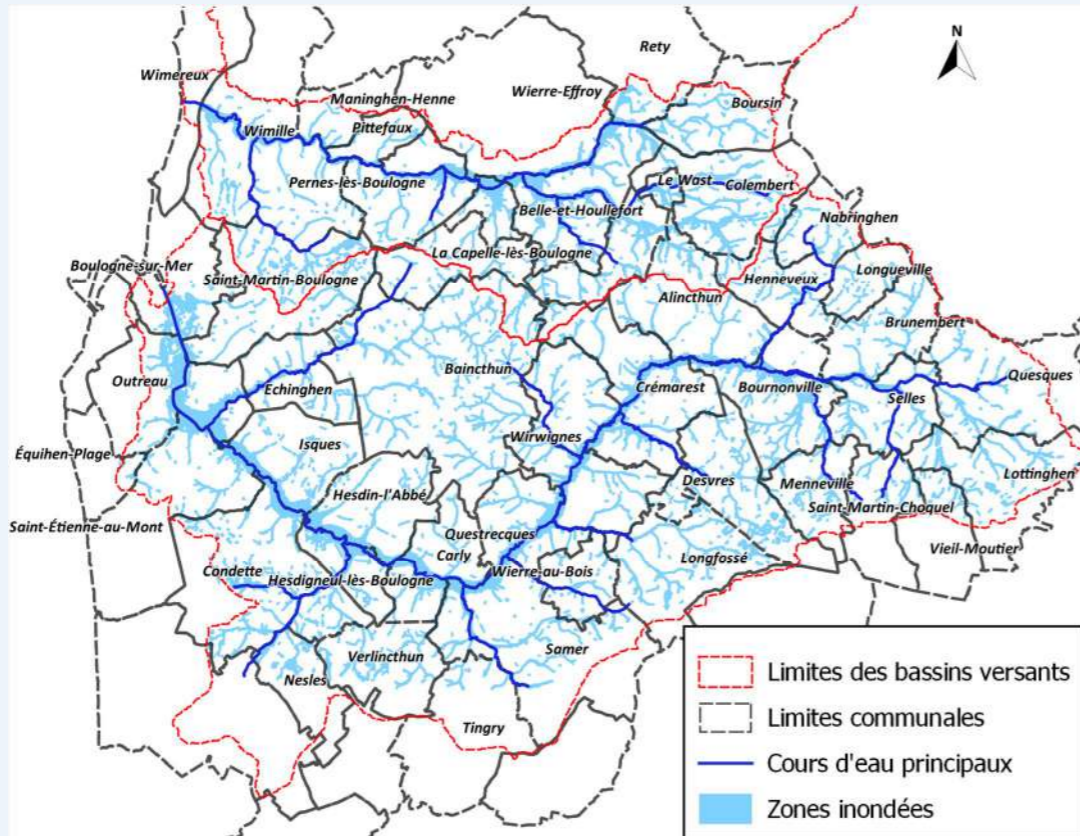 N
Rety
Wimereux
Wierre-Effroy
Maninghen-Henne
Boursin
Wimille
Pittefaux
Pernes-lès-Boulogne
Le Wast
Colembert
Belle-et-Houllefort
Nabringhen
La Capelle-lès-Boulogne
Boulogne-sur-Mer
Saint-Martin-Boulogne
Henneveux
Longueville
Alincthun
Brunembert
Outreau
Echinghen
Baincthun
Crémarest
Bournonville
Quesques
Selles
Wirwignes
Isques
Équihen-Plage
Hesdin-l'Abbé
Desvres
Menneville
Lottinghen
Saint-Martin-Choquel
Saint-Étienne-au-Mont
Questrecques
Carly
Longfossé
Vieil-Moutier
Condette
Hesdigneul-lès-Boulogne
Wierre-au-Bois
Verlincthun
Samer
Nesles
Tingry
Limites des bassins versants
Limites communales
Cours d'eau principaux
Zones inondées